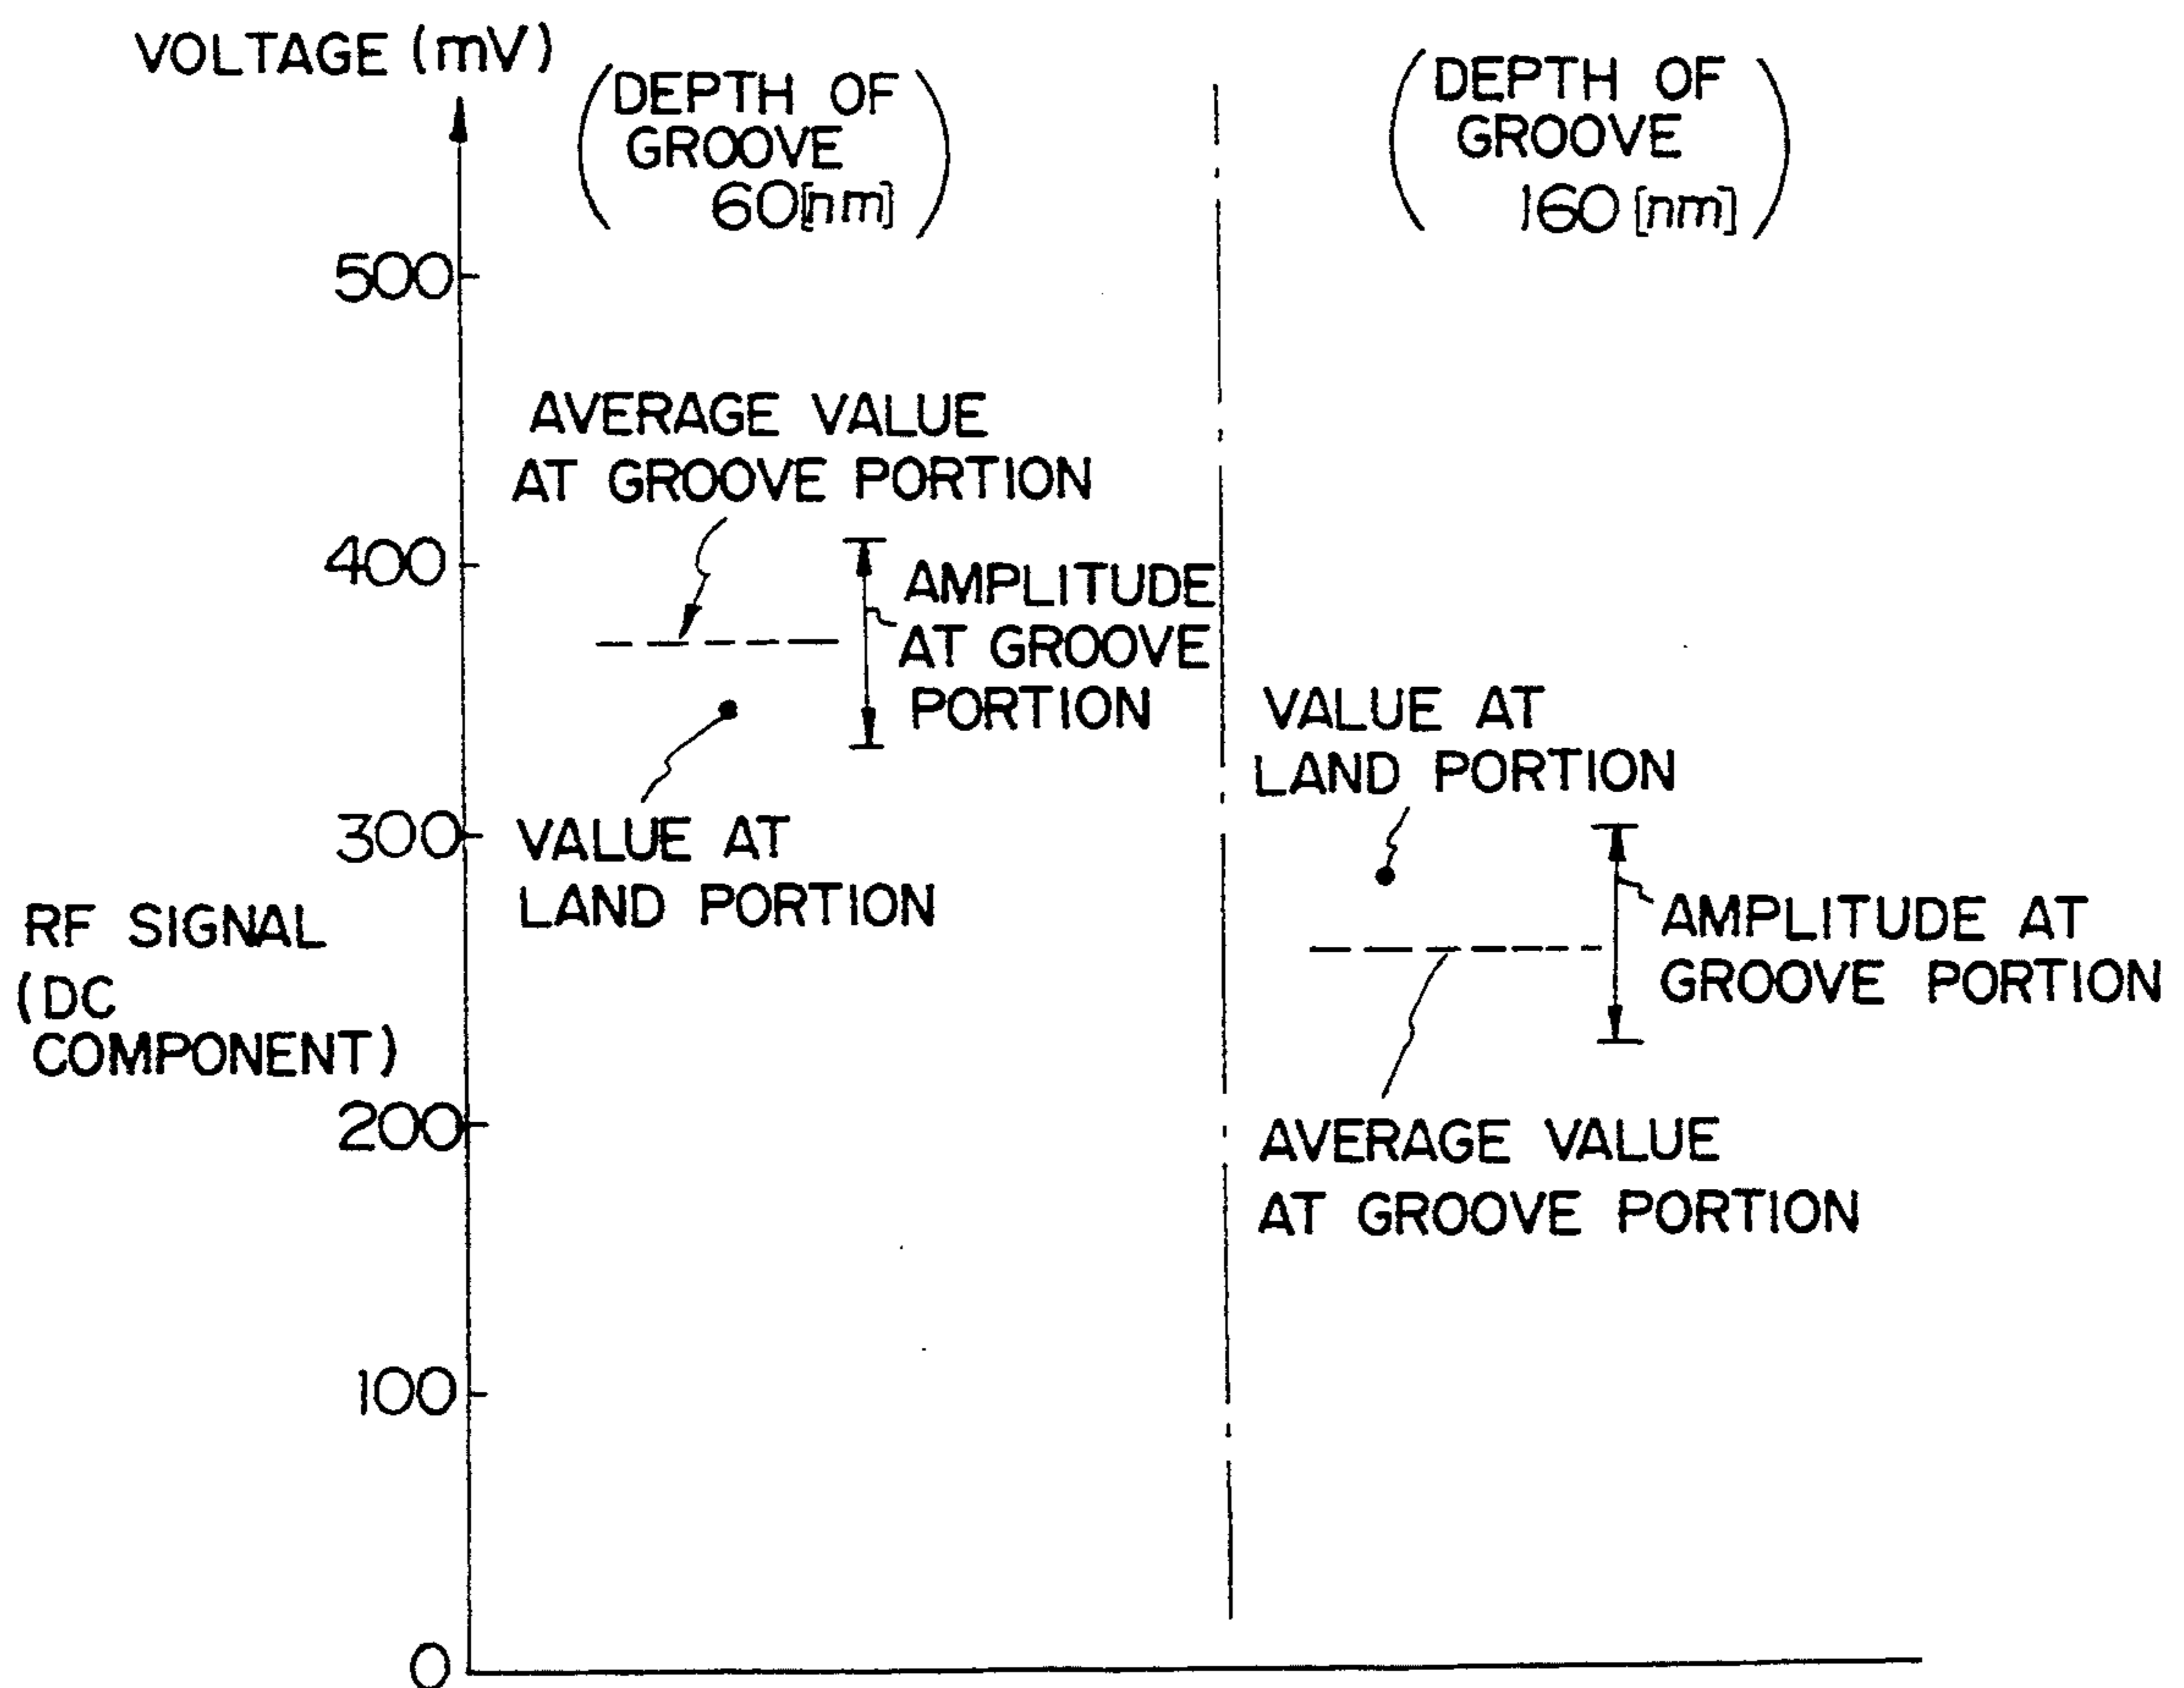 VOLTAGE (mV)
(DEPTH OF
GROOVE
60[nm])
(DEPTH OF
GROOVE
160 [nm])
500
AVERAGE VALUE
AT GROOVE PORTION
400
AMPLITUDE
AT GROOVE
PORTION
VALUE AT
LAND PORTION
300
VALUE AT
LAND PORTION
RF SIGNAL
(DC
COMPONENT)
AMPLITUDE AT
GROOVE PORTION
200
AVERAGE VALUE
AT GROOVE PORTION
100
0